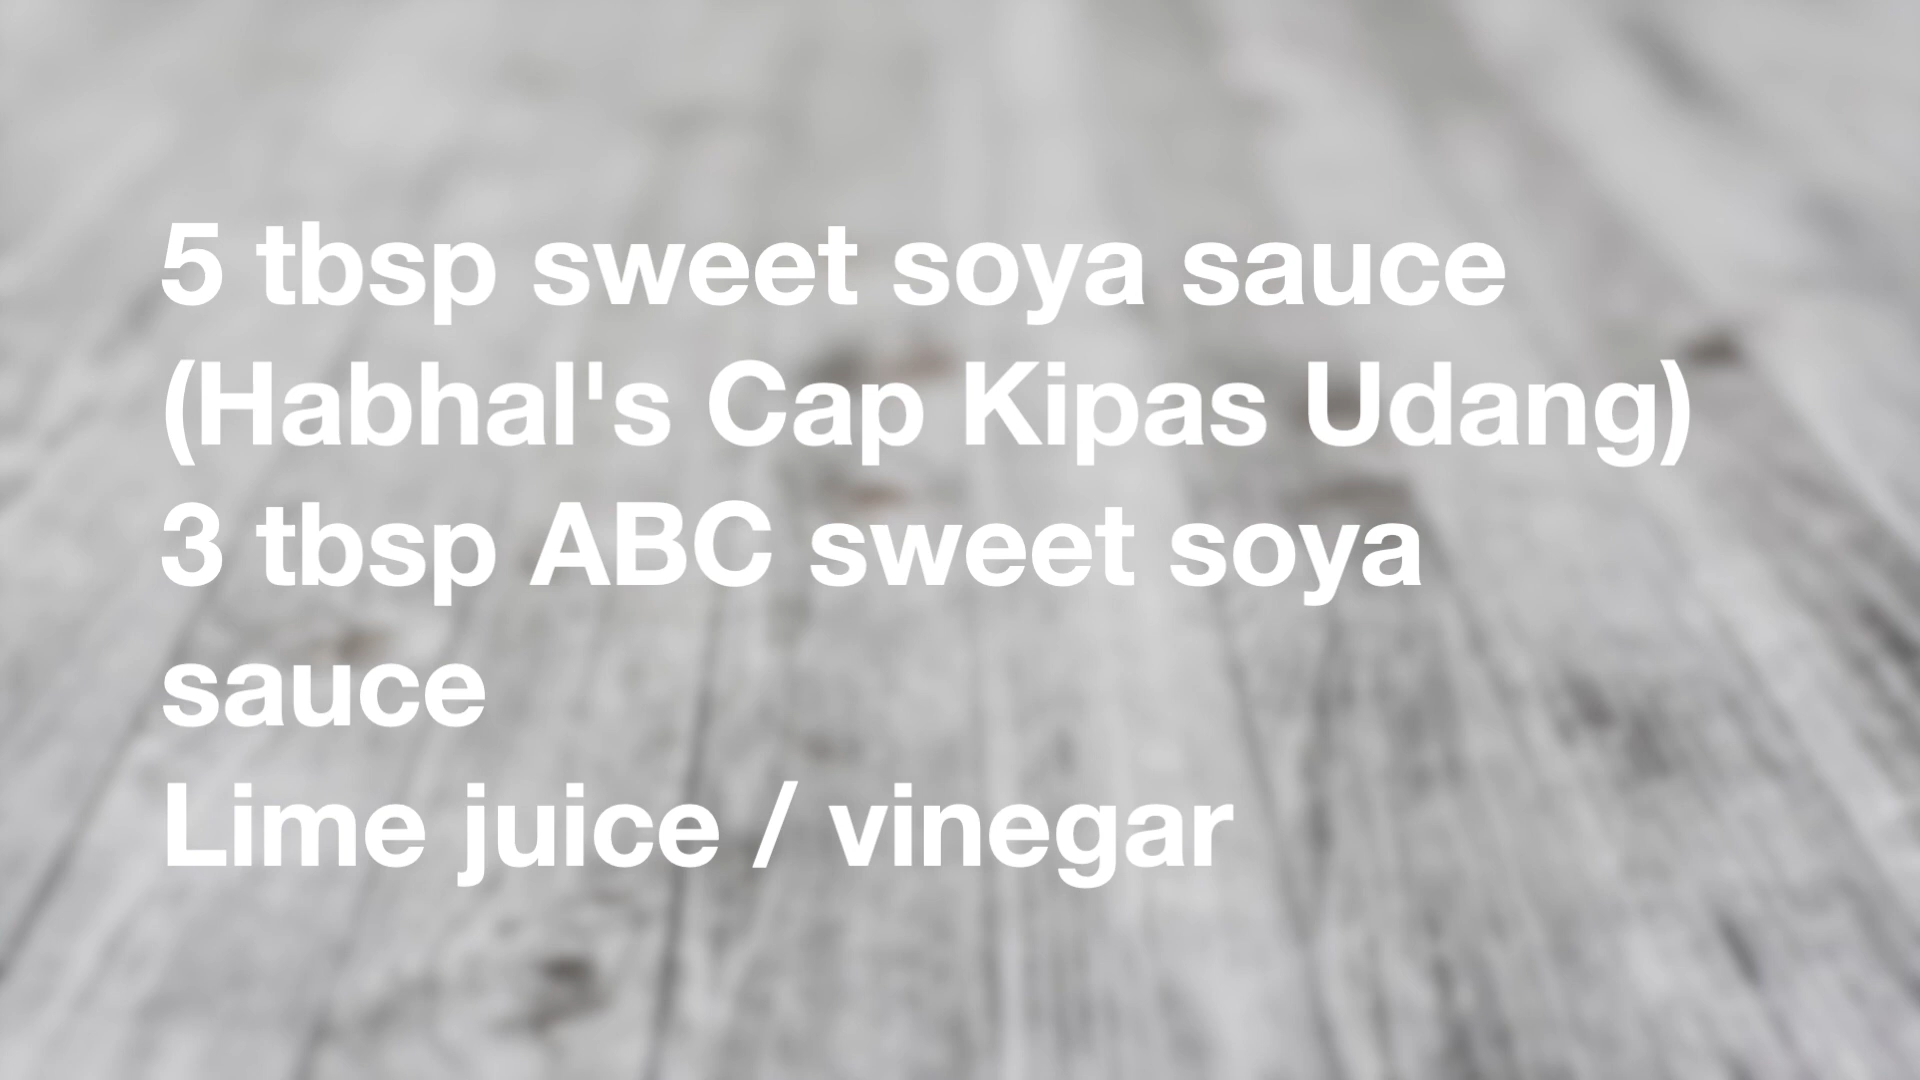 5 tbsp sweet soya sauce
(Habhal's Cap Kipas Udang)
3 tbsp ABC sweet soya
sauce
Lime juice / vinegar